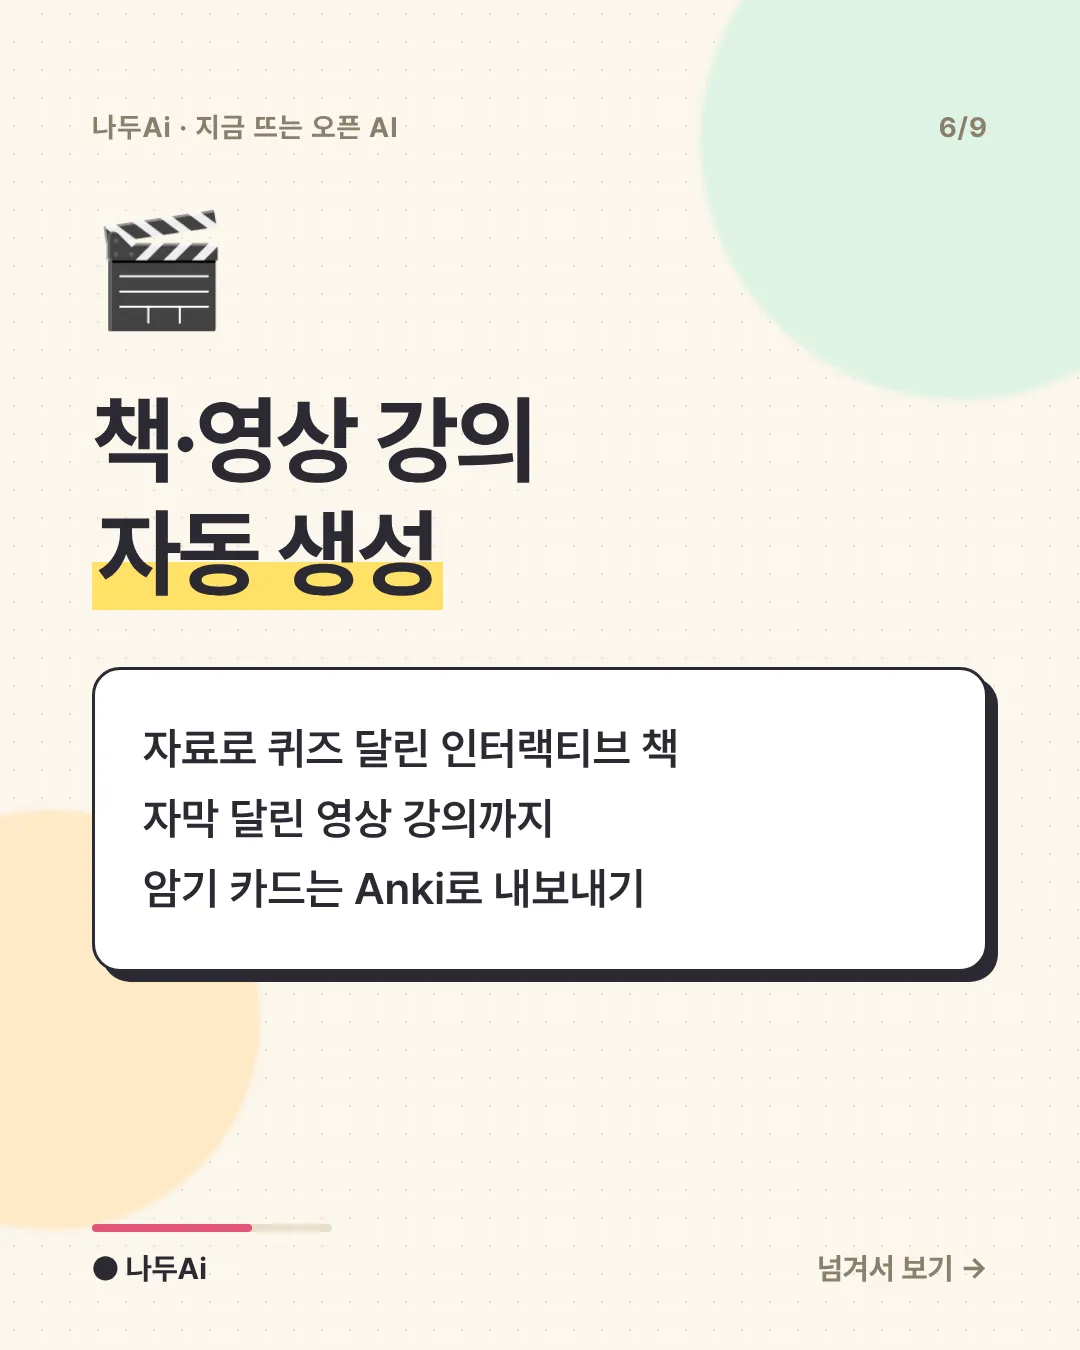 나두Ai · 지금 뜨는 오픈 AI
6/9
책·영상 강의
자동 생성
자료로 퀴즈 달린 인터랙티브 책
자막 달린 영상 강의까지
암기 카드는 Anki로 내보내기
나두Ai
넘겨서 보기 →